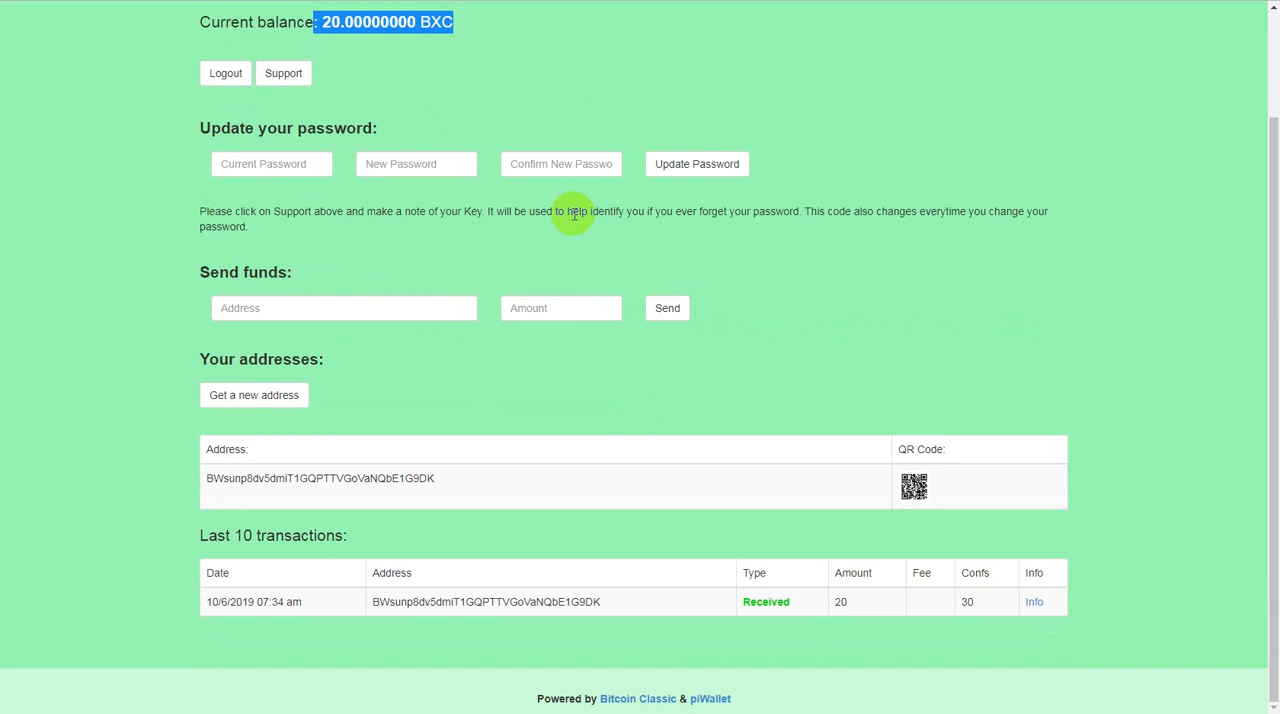 Current balance: 20.00000000 BXC
Logout Support
Update your password:
Current Password New Password Confirm New Passwo Update Password
Please click on Support above and make a note of your Key. It will be used to help identify you if you ever forget your password. This code also changes everytime you change your
password.
Send funds:
Address Amount Send
Your addresses:
Get a new address
Address: QR Code:
BWsunp8dv5dmiT1GQPTTVGoVaNQbE1G9DK
Last 10 transactions:
Date Address Type Amount Fee Confs Info
10/6/2019 07:34 am BWsunp8dv5dmiT1GQPTTVGoVaNQbE1G9DK Received 20 30 Info
Powered by Bitcoin Classic & piWallet